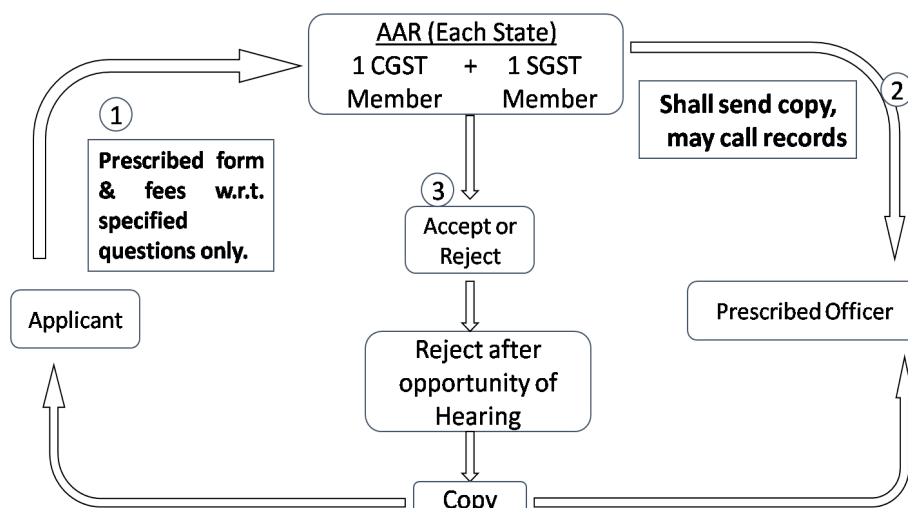 AAR (Each State)
1 CGST + 1 SGST
Member Member
1
Prescribed form
& fees w.r.t.
specified
questions only.
2
Shall send copy,
may call records
3
Accept or
Reject
Applicant
Prescribed Officer
Reject after
opportunity of
Hearing
Copy